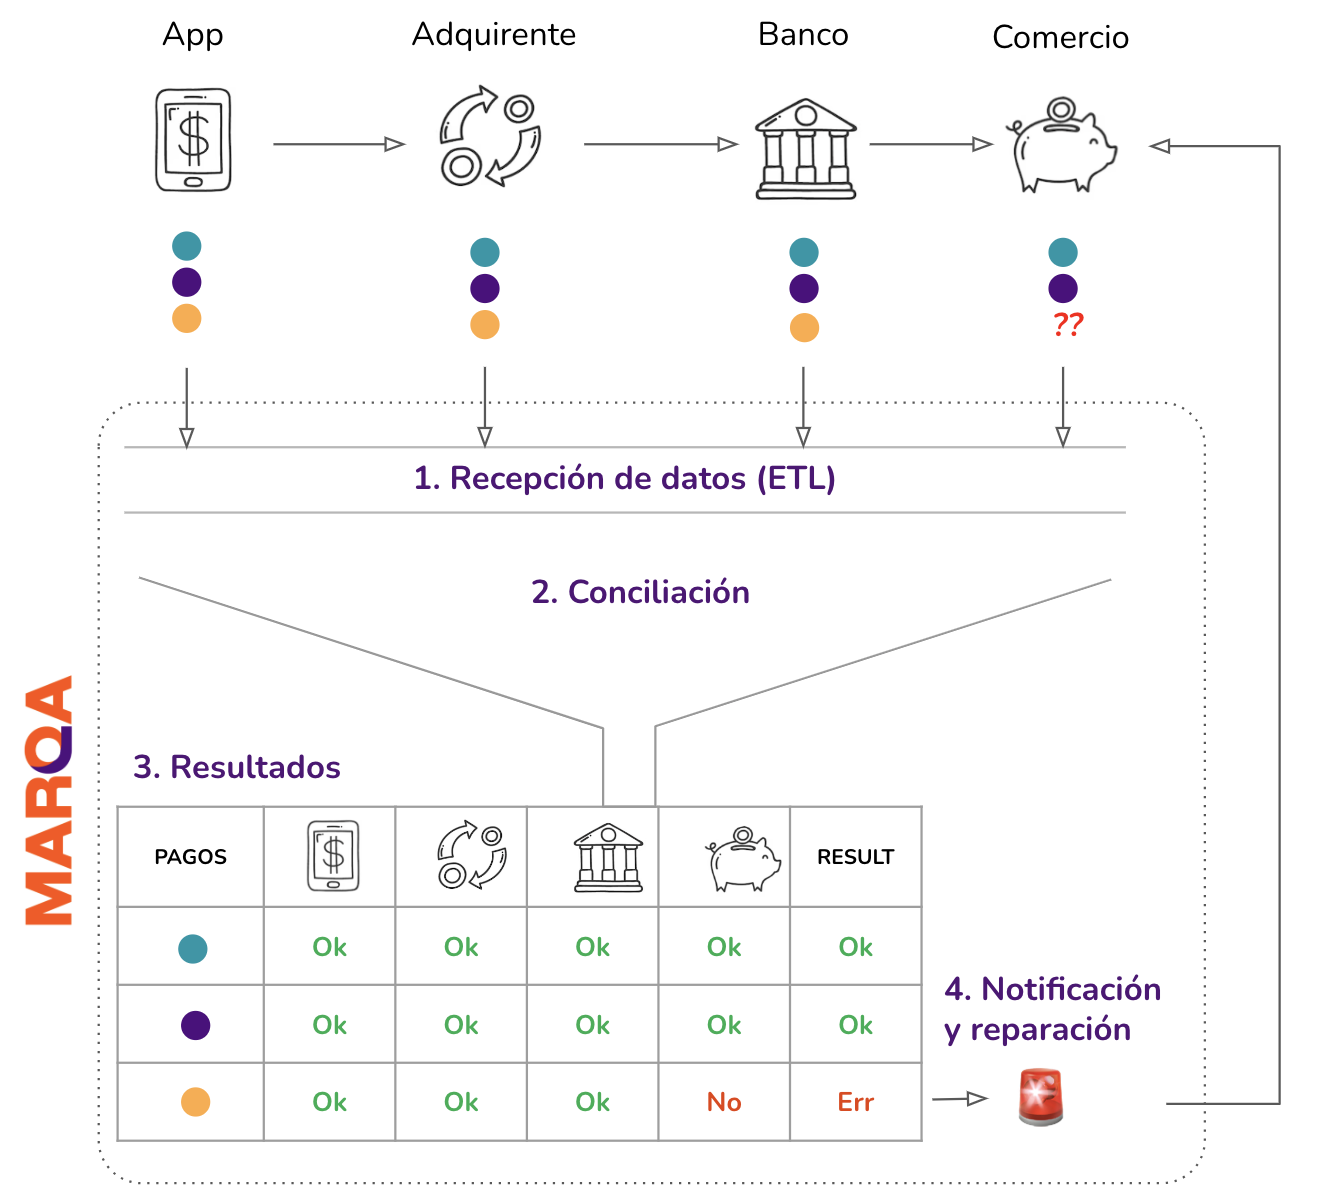 App
Adquirente
Banco
Comercio
??
1. Recepción de datos (ETL)
2. Conciliación
MARQA
3. Resultados
PAGOS
RESULT
Ok Ok Ok Ok Ok
Ok Ok Ok Ok Ok
Ok Ok Ok No Err
4. Notificación
y reparación